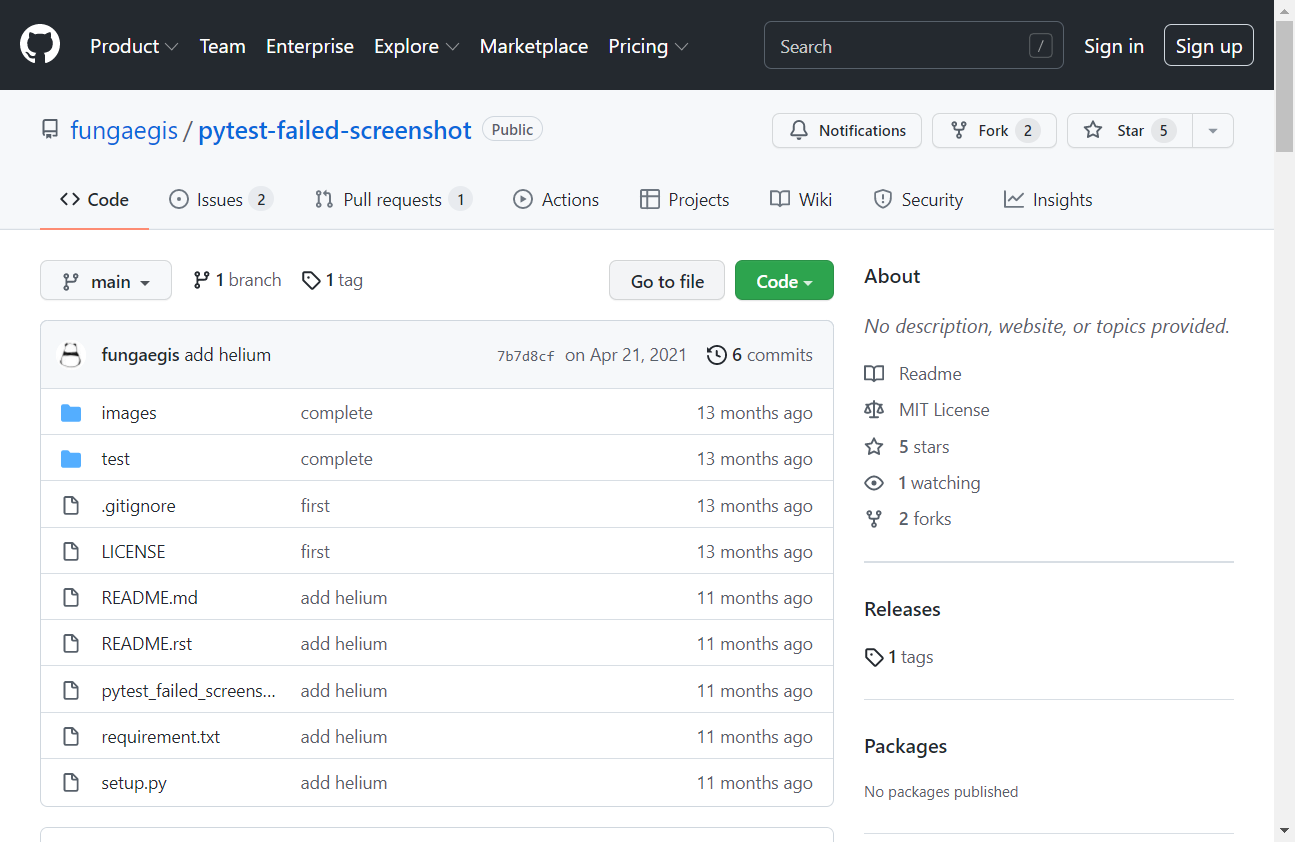 Product Team Enterprise Explore Marketplace Pricing Search / Sign in Sign up
fungaegis / pytest-failed-screenshot Public Notifications Fork 2 Star 5
Code Issues 2 Pull requests 1 Actions Projects Wiki Security Insights
main 1 branch 1 tag Go to file Code
fungaegis add helium 7b7d8cf on Apr 21, 2021 6 commits
images complete 13 months ago
test complete 13 months ago
.gitignore first 13 months ago
LICENSE first 13 months ago
README.md add helium 11 months ago
README.rst add helium 11 months ago
pytest_failed_screens... add helium 11 months ago
requirement.txt add helium 11 months ago
setup.py add helium 11 months ago
About
No description, website, or topics provided.
Readme
MIT License
5 stars
1 watching
2 forks
Releases
1 tags
Packages
No packages published